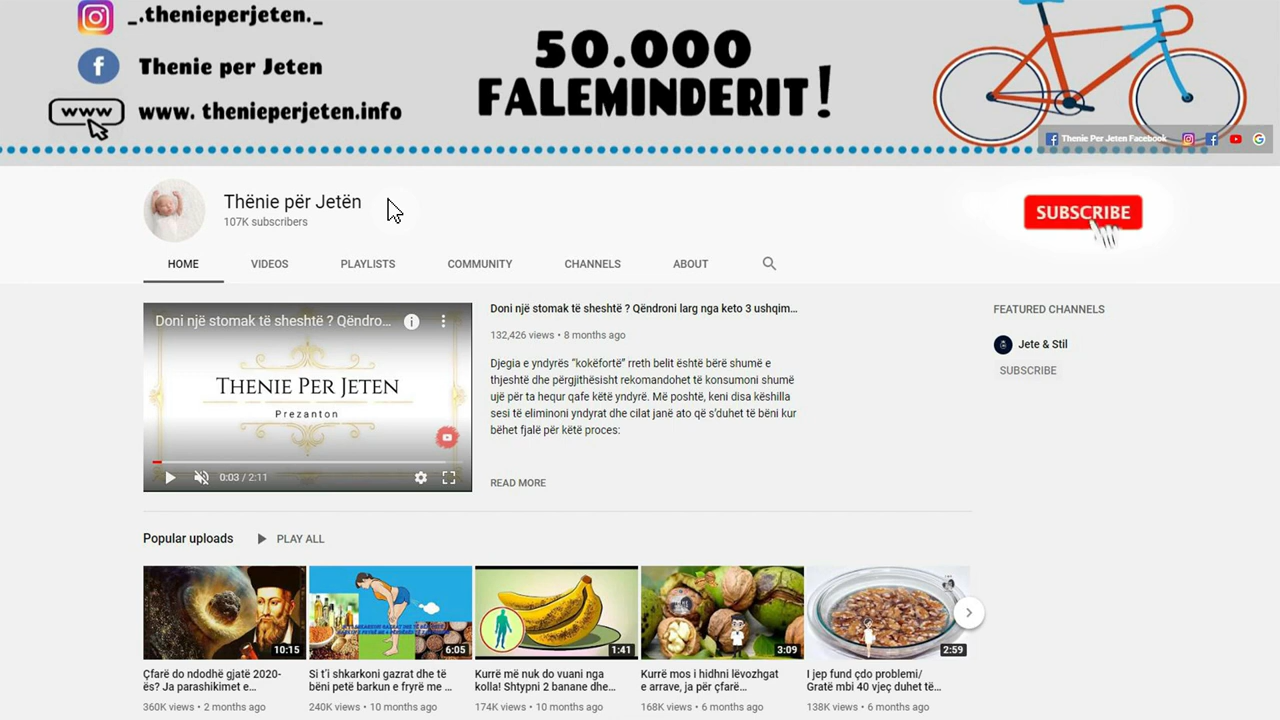 _.thenieperjeten._
Thenie per Jeten
50.000
FALEMINDERIT!
www
www. thenieperjeten.info
Thenie Per Jeten Facebook
Thënie për Jetën
107K subscribers
SUBSCRIBE
HOME
VIDEOS
PLAYLISTS
COMMUNITY
CHANNELS
ABOUT
Doni një stomak të sheshtë ? Qëndro...
THENIE PER JETEN
Prezanton
0:03 / 2:11
Doni një stomak të sheshtë ? Qëndroni larg nga keto 3 ushqim...
132,426 views • 8 months ago
Djegia e yndyrës “kokëfortë” rreth belit është bërë shumë e
thjeshtë dhe përgjithësisht rekomandohet të konsumoni shumë
ujë për ta hequr qafe këtë yndyrë. Më poshtë, keni disa këshilla
sesi të eliminoni yndyrat dhe cilat janë ato që s’duhet të bëni kur
bëhet fjalë për këtë proces:
READ MORE
FEATURED CHANNELS
Jete & Stil
SUBSCRIBE
Popular uploads
PLAY ALL
10:15
6:05
1:41
3:09
2:59
Çfarë do ndodhë gjatë 2020-
ës? Ja parashikimet e...
360K views • 2 months ago
Si t’i shkarkoni gazrat dhe të
bëni petë barkun e fryrë me ...
240K views • 10 months ago
Kurrë më nuk do vuani nga
kolla! Shtypni 2 banane dhe...
174K views • 10 months ago
Kurrë mos i hidhni lëvozhgat
e arrave, ja për çfarë...
168K views • 6 months ago
I jep fund çdo problemi/
Gratë mbi 40 vjeç duhet të...
138K views • 6 months ago